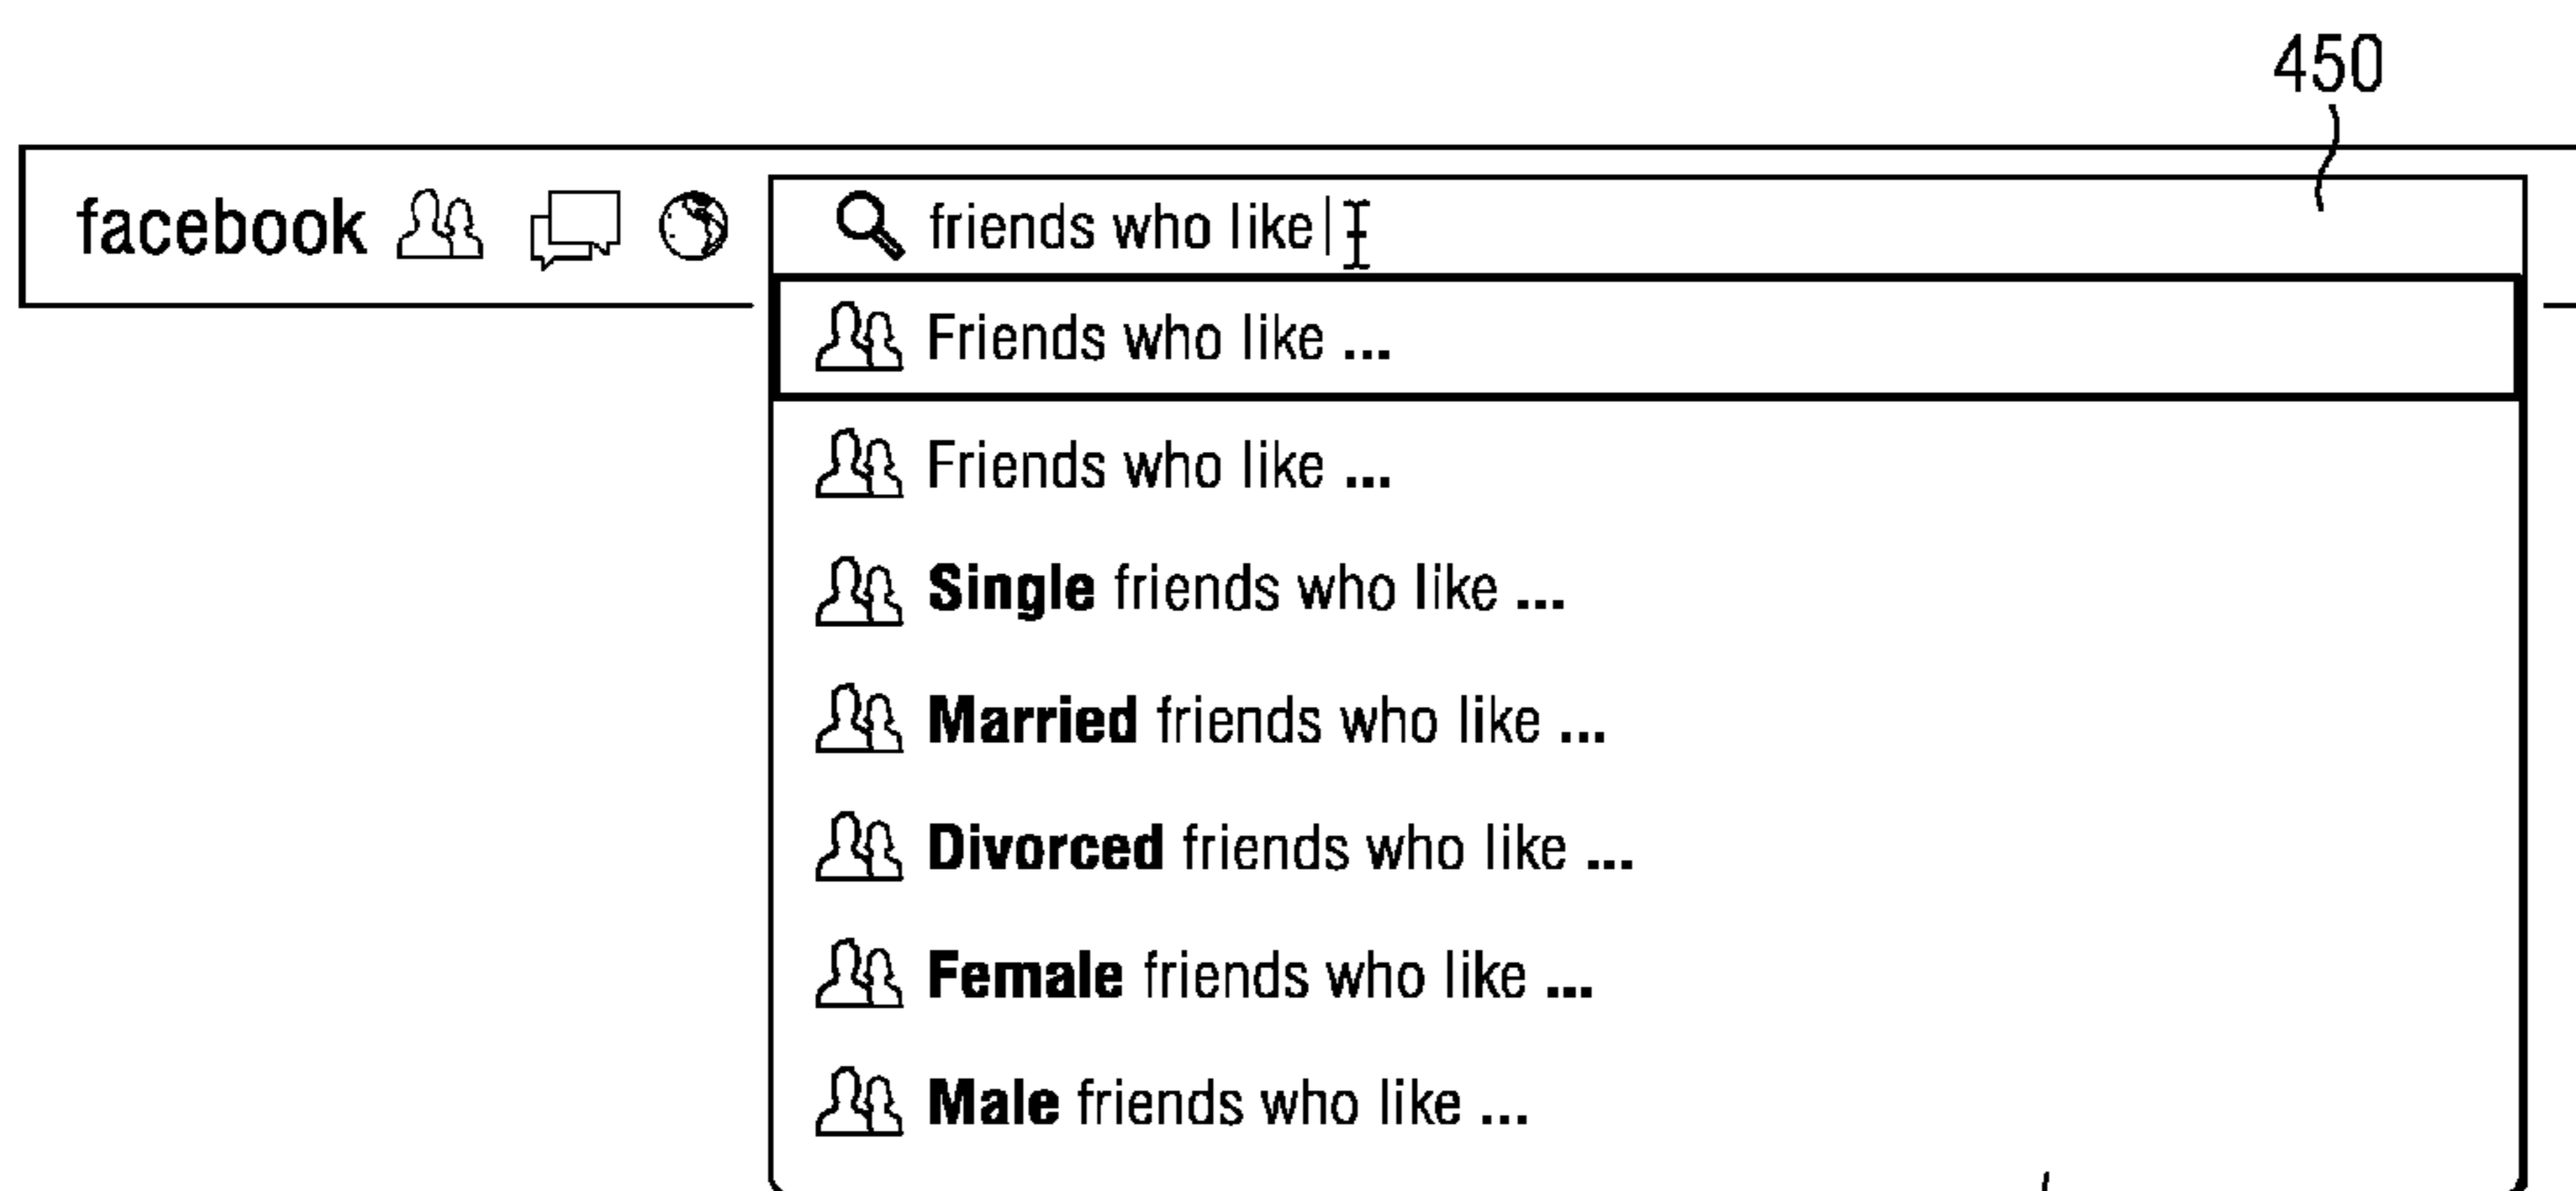 450
facebook friends who like
Friends who like ...
Friends who like ...
Single friends who like ...
Married friends who like ...
Divorced friends who like ...
Female friends who like ...
Male friends who like ...